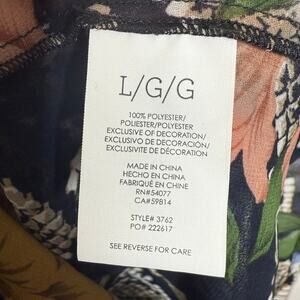 L/G/G
100% POLYESTER/
POLIESTER/POLYESTER
EXCLUSIVE OF DECORATION/
EXCLUSIVO DE DECORACIÓN/
EXCLUSIVITE DE DÉCORATION
MADE IN CHINA
HECHO EN CHINA
FABRIQUÉ EN CHINE
RN#54077
CA#59814
STYLE# 3762
PO# 222617
SEE REVERSE FOR CARE